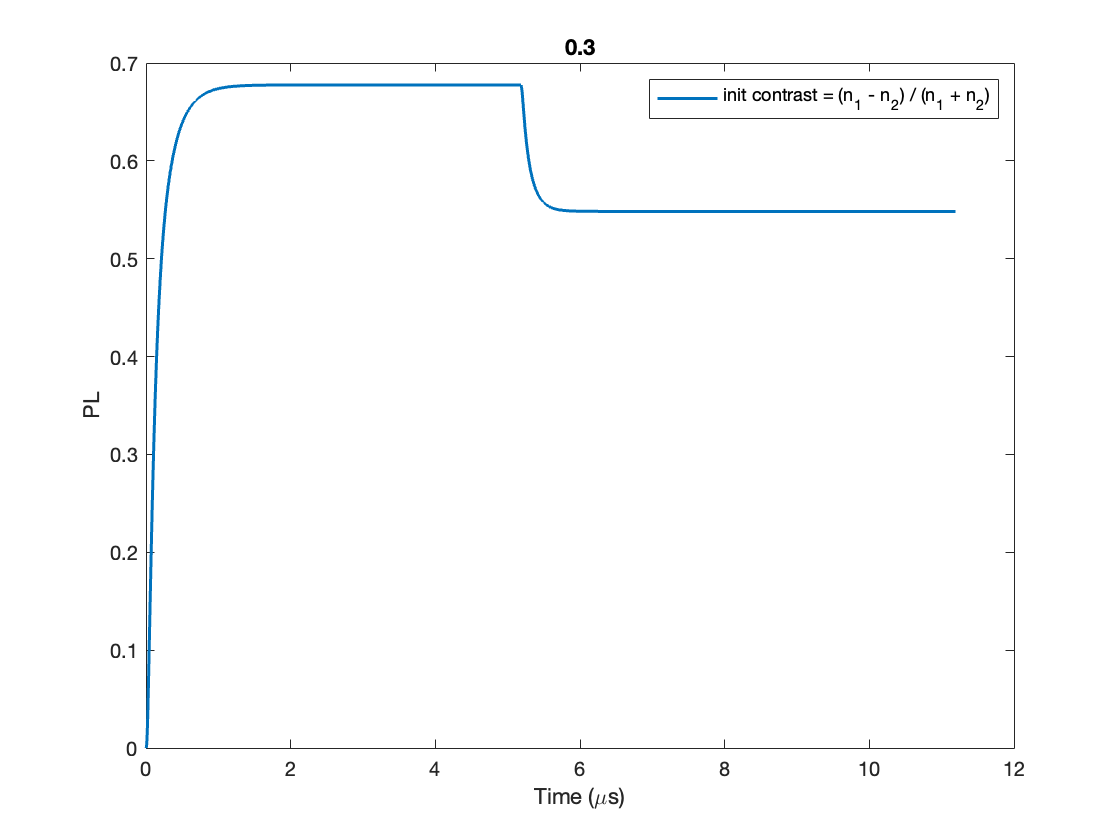 0.3
init contrast = (n₁ - n₂) / (n₁ + n₂)
0.7
0.6
0.5
0.4
0.3
0.2
0.1
0
PL
0 2 4 6 8 10 12
Time (μs)